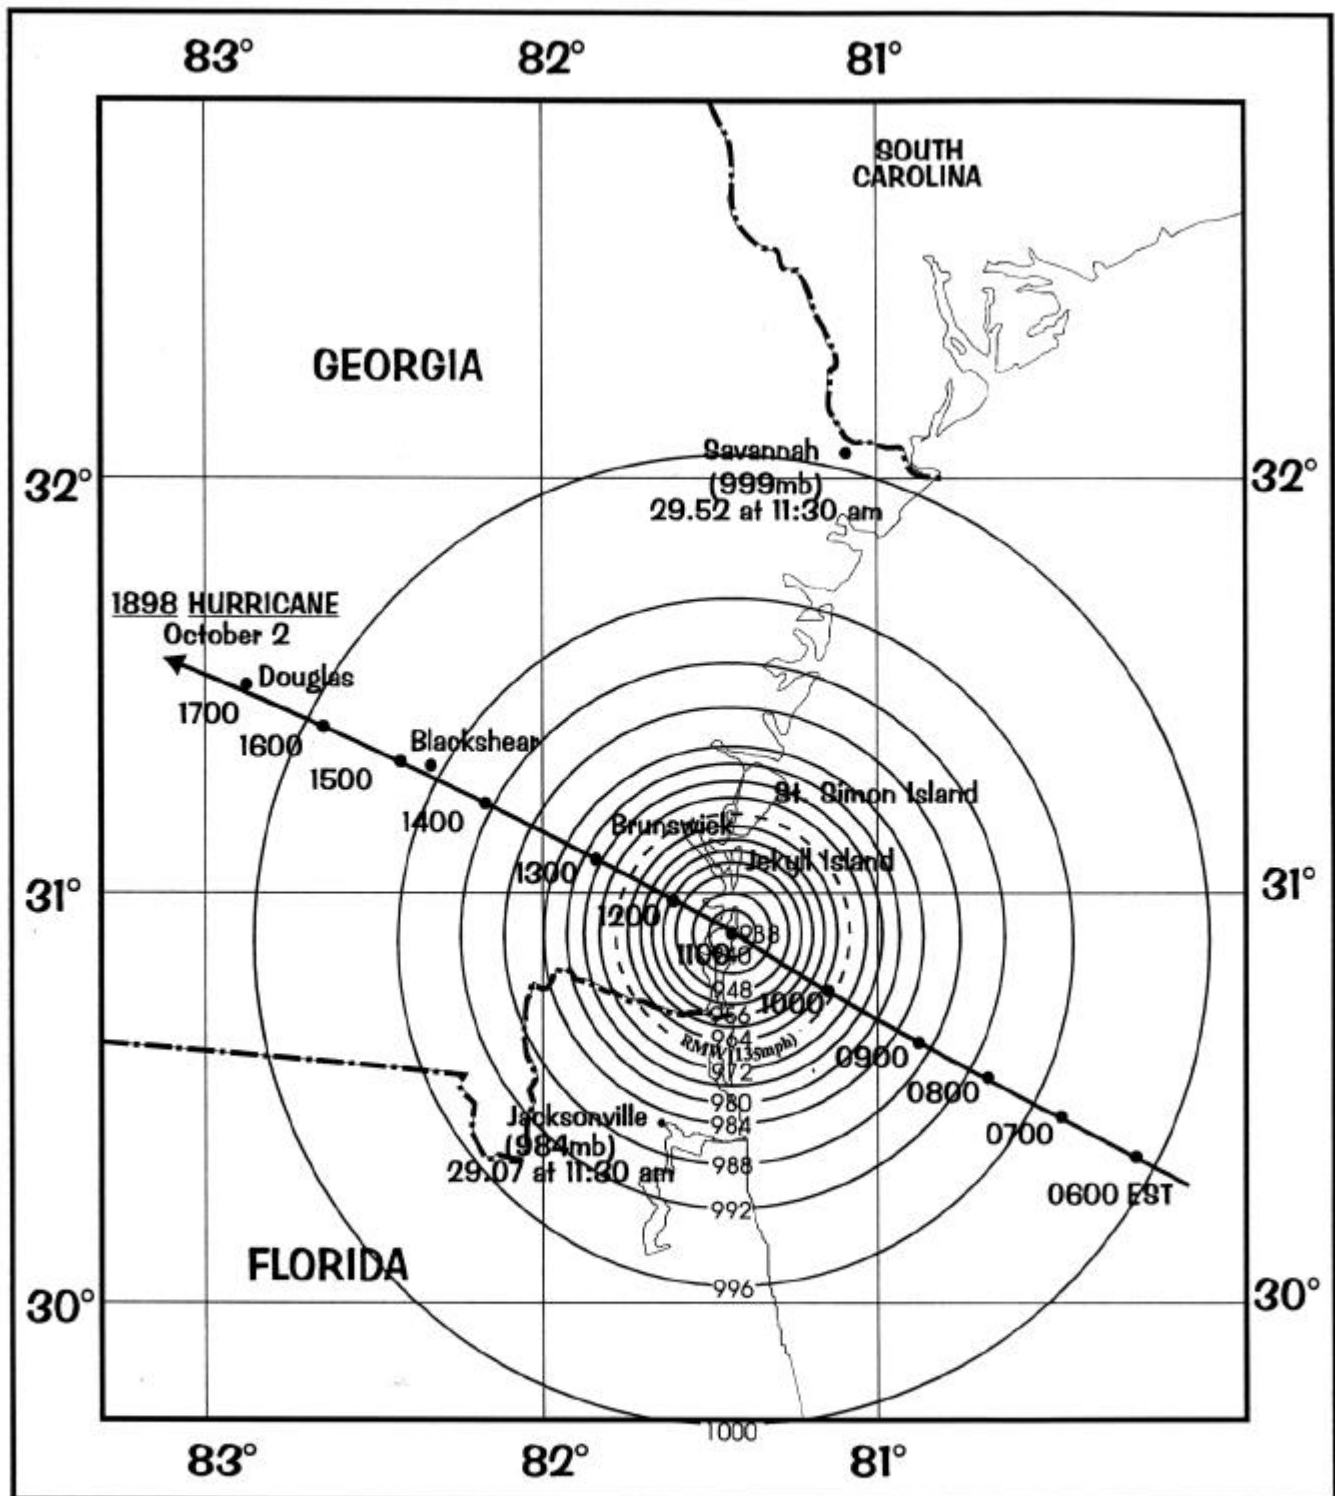 83° 82° 81°
SOUTH
CAROLINA
GEORGIA
Savannah
32° 32°
(999mb)
29.52 at 11:30 am
1898 HURRICANE
October 2
Douglas
1700
1600
Blackshear
1500
St. Simon Island
1400
Brunswick
Jekyll Island
1300
31° 31°
1200
938
1100 940
948
1000
956
964
RMW (135mph)
0900
972
0800
980
Jacksonville
984
0700
(984mb)
988
29.07 at 11:30 am
0600 EST
992
FLORIDA
996
30° 30°
1000
83° 82° 81°